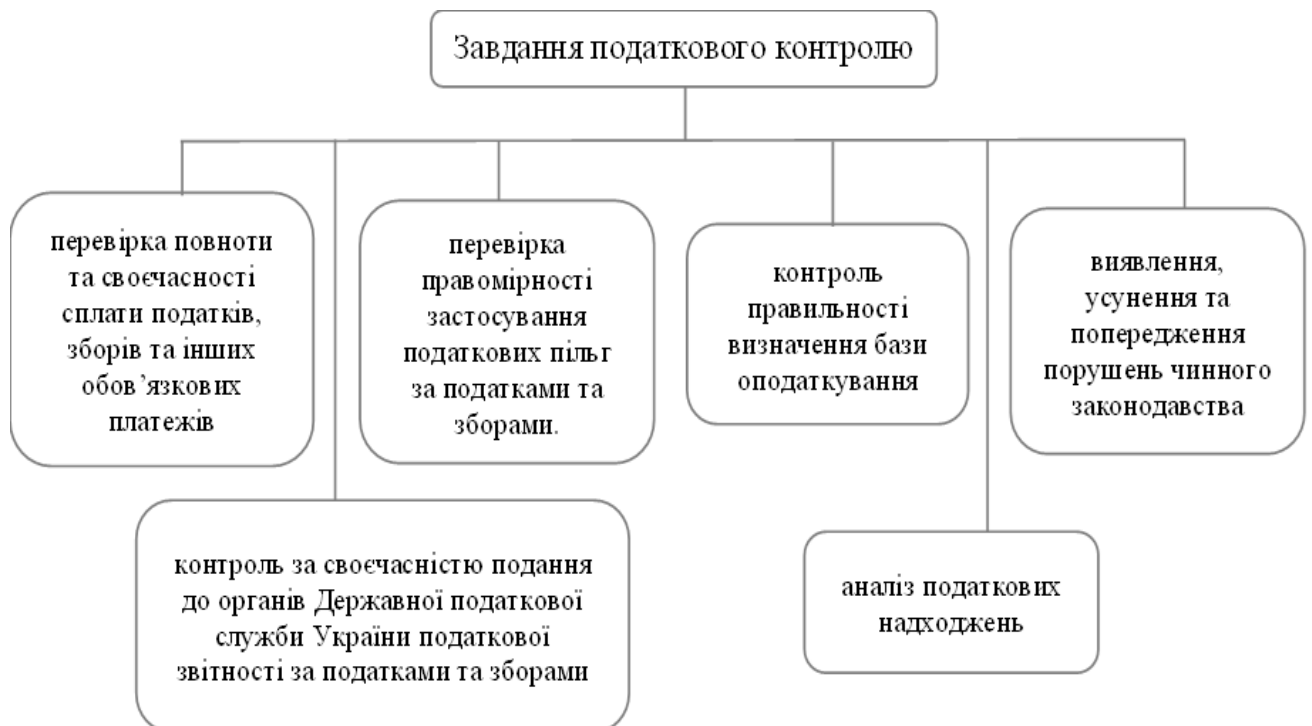 Завдання податкового контролю
перевірка повноти
та своєчасності
сплати податків,
зборів та інших
обов’язкових
платежів
перевірка
правомірності
застосування
податкових пільг
за податками та
зборами.
контроль
правильності
визначення бази
оподаткування
виявлення,
усунення та
попередження
порушень чинного
законодавства
контроль за своєчасністю подання
до органів Державної податкової
служби України податкової
звітності за податками та зборами
аналіз податкових
надходжень